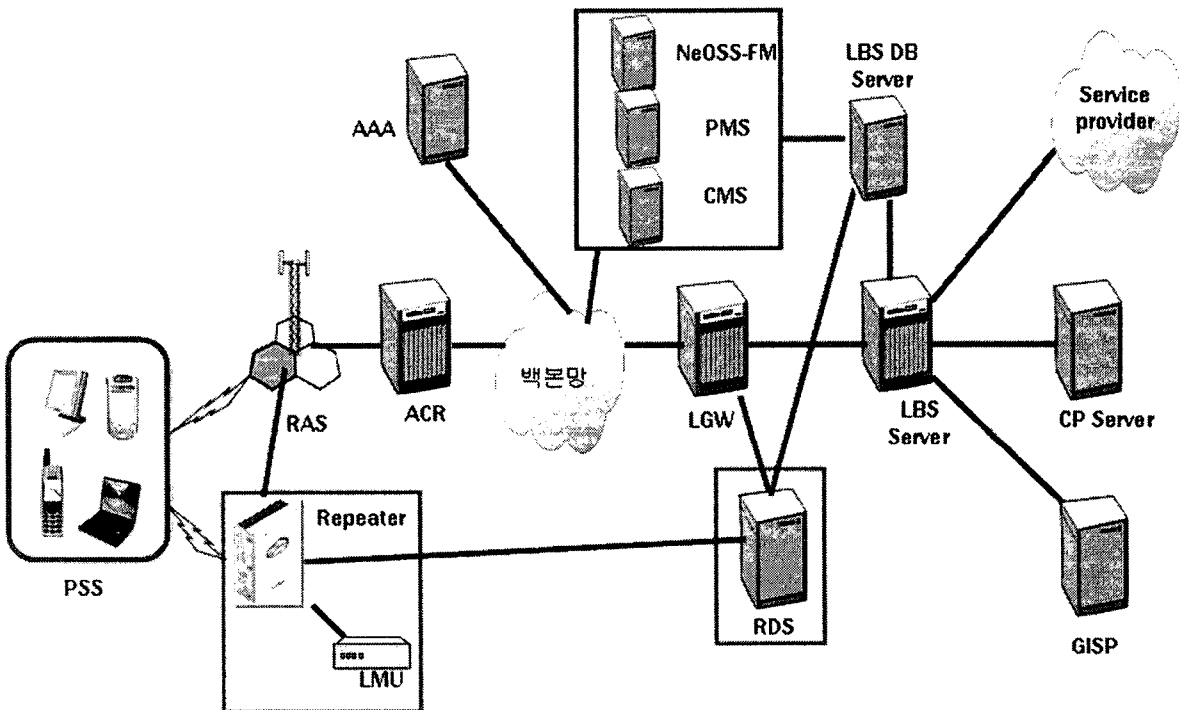 NeOSS-FM
PMS
CMS
LBS DB
Server
Service
provider
AAA
RAS
ACR
백본망
LGW
LBS
Server
CP Server
PSS
Repeater
LMU
RDS
GISP